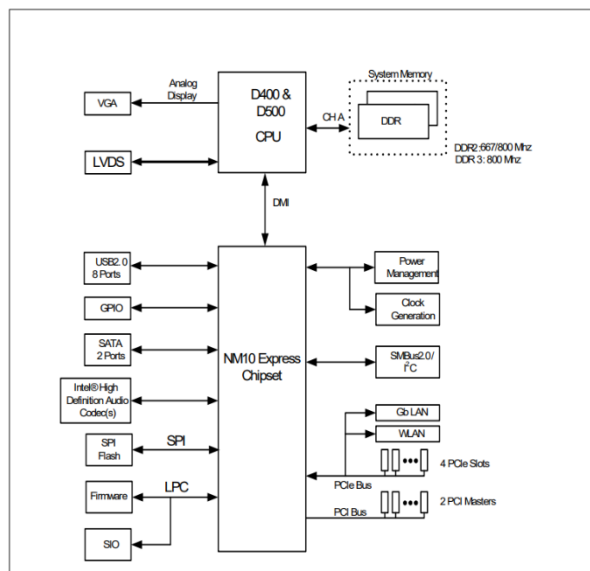 System Memory
Analog
Display
D400 &
D500
CPU
VGA
CH A
DDR
LVDS
DDR2:667/800 Mhz
DDR 3: 800 Mhz
DMI
USB2. 0
8 Ports
Power
Management
GPIO
Clock
Generation
SATA
2 Ports
NM10 Express
Chipset
SMBus2.0/
I²C
Intel® High
Definition Audio
Codec(s)
Gb LAN
WLAN
SPI
Flash
SPI
4 PCIe Slots
PCIe Bus
Firmware
LPC
2 PCI Masters
PCI Bus
SIO